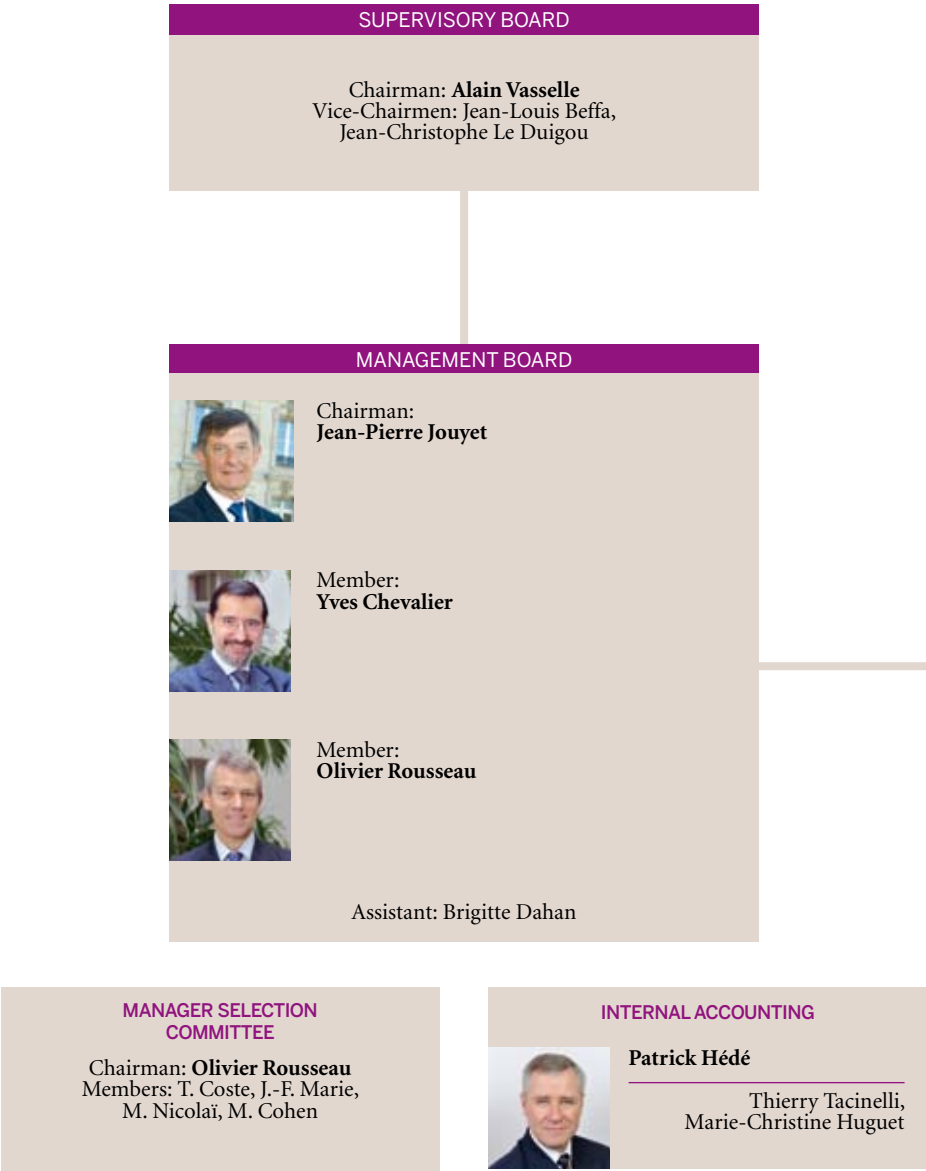 SUPERVISORY BOARD
Chairman: Alain Vasselle
Vice-Chairmen: Jean-Louis Beffa,
Jean-Christophe Le Duigou
MANAGEMENT BOARD
Chairman:
Jean-Pierre Jouyet
Member:
Yves Chevalier
Member:
Olivier Rousseau
Assistant: Brigitte Dahan
MANAGER SELECTION
COMMITTEE
Chairman: Olivier Rousseau
Members: T. Coste, J.-F. Marie,
M. Nicolaï, M. Cohen
INTERNAL ACCOUNTING
Patrick Hédé
Thierry Tacinelli,
Marie-Christine Huguet